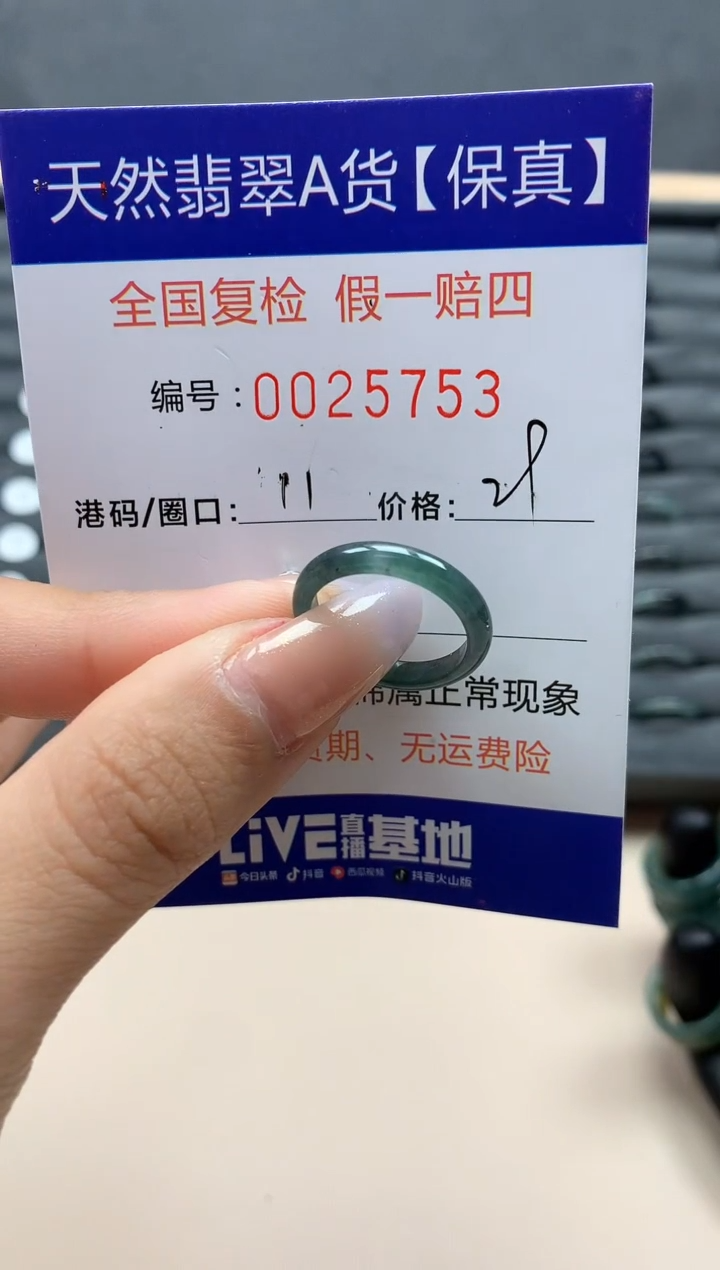 天然翡翠A货【保真】
全国复检 假一赔四
编号:0025753
港码/圈口: 11 价格:
属正常现象
期、无运费险
LiVE直播基地
今日头条 抖音 西瓜视频 抖音火山版